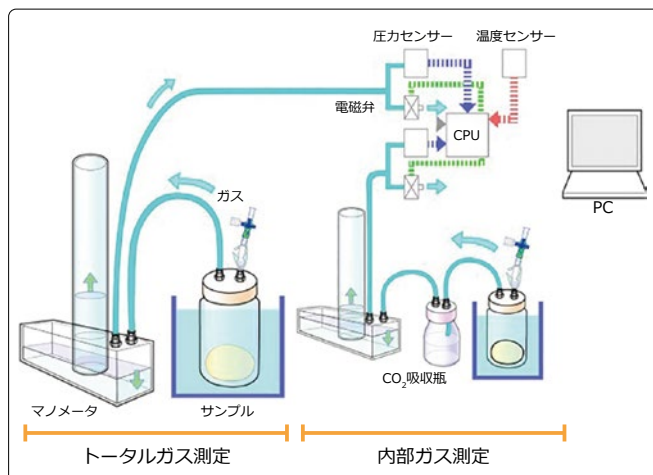 圧力センサー
温度センサー
電磁弁
CPU
ガス
PC
CO₂吸収瓶
マノメータ
サンプル
トータルガス測定
内部ガス測定